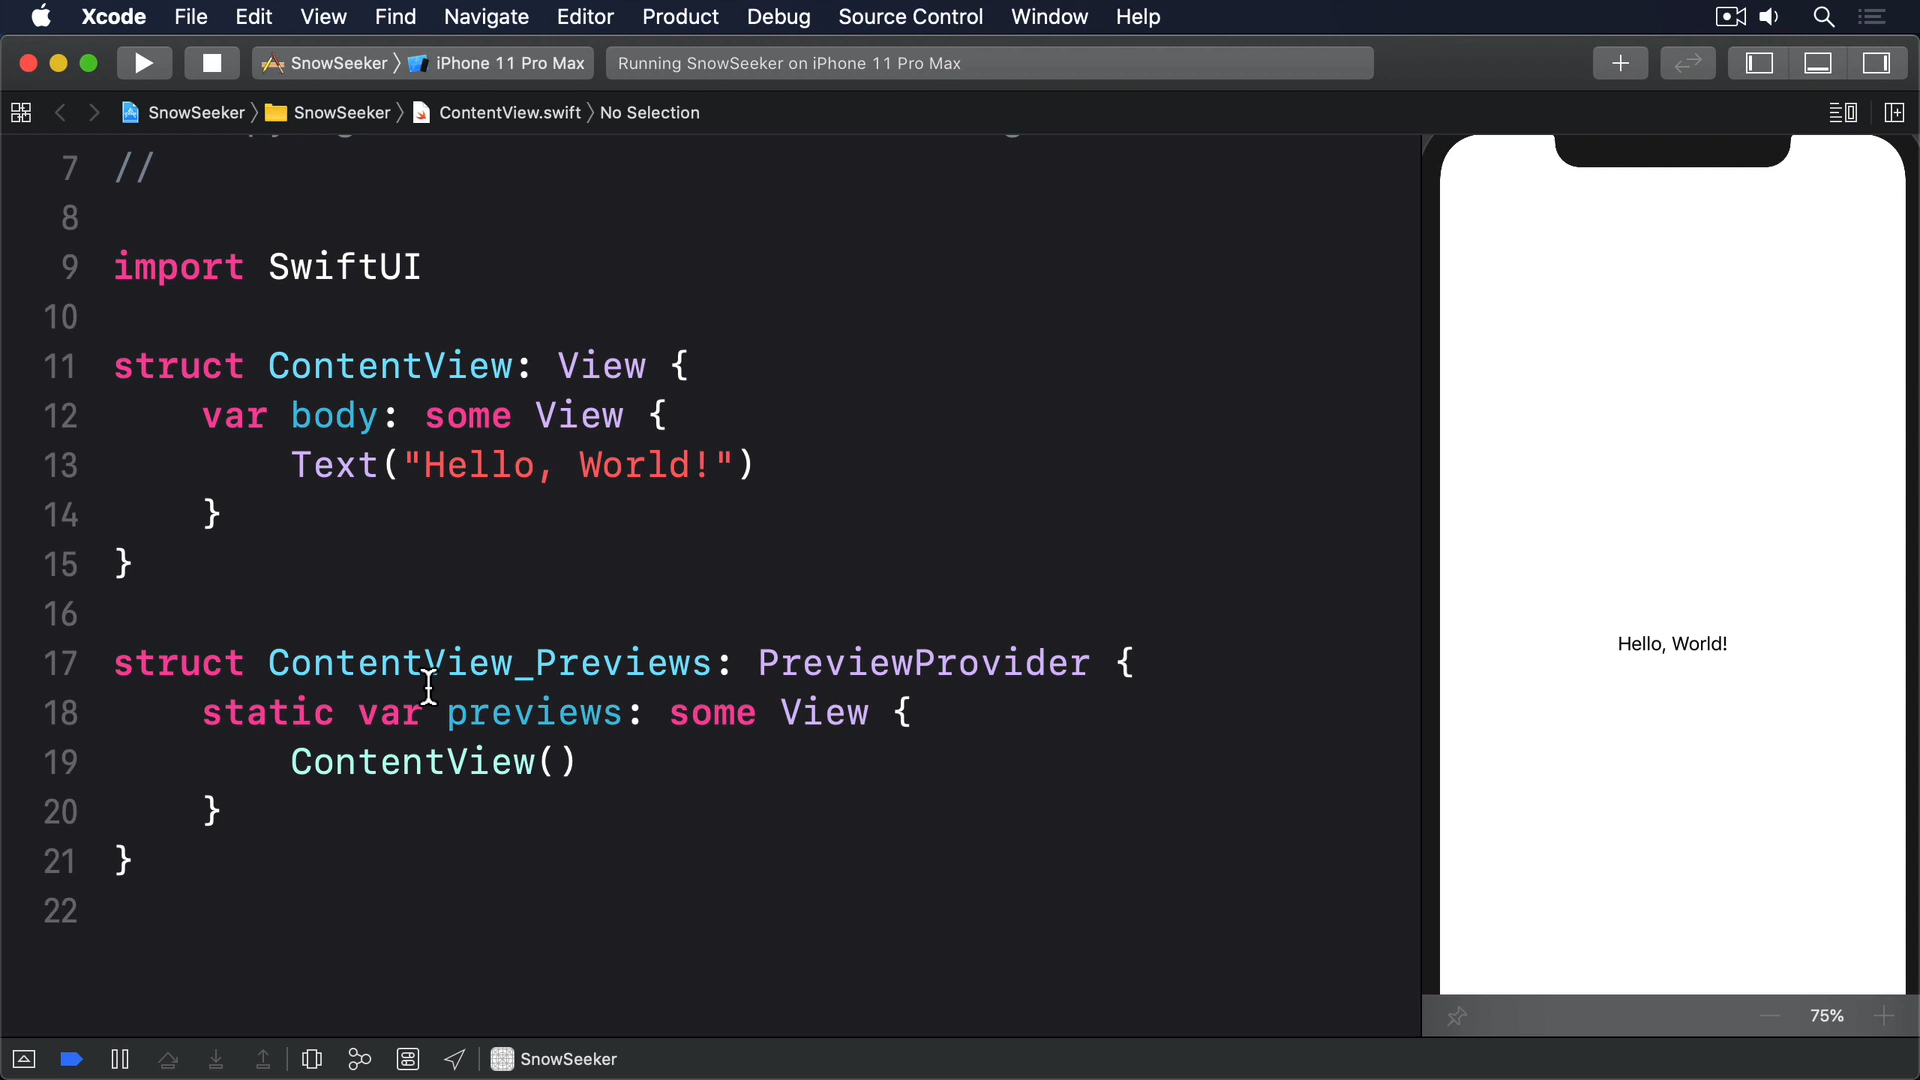 Xcode File Edit View Find Navigate Editor Product Debug Source Control Window Help
SnowSeeker iPhone 11 Pro Max Running SnowSeeker on iPhone 11 Pro Max
SnowSeeker SnowSeeker ContentView.swift No Selection
7 //
8
9 import SwiftUI
10
11 struct ContentView: View {
12 var body: some View {
13 Text("Hello, World!")
14 }
15 }
16
17 struct ContentView_Previews: PreviewProvider {
18 static var previews: some View {
19 ContentView()
20 }
21 }
22
Hello, World!
75%
SnowSeeker